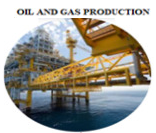 OIL AND GAS PRODUCTION